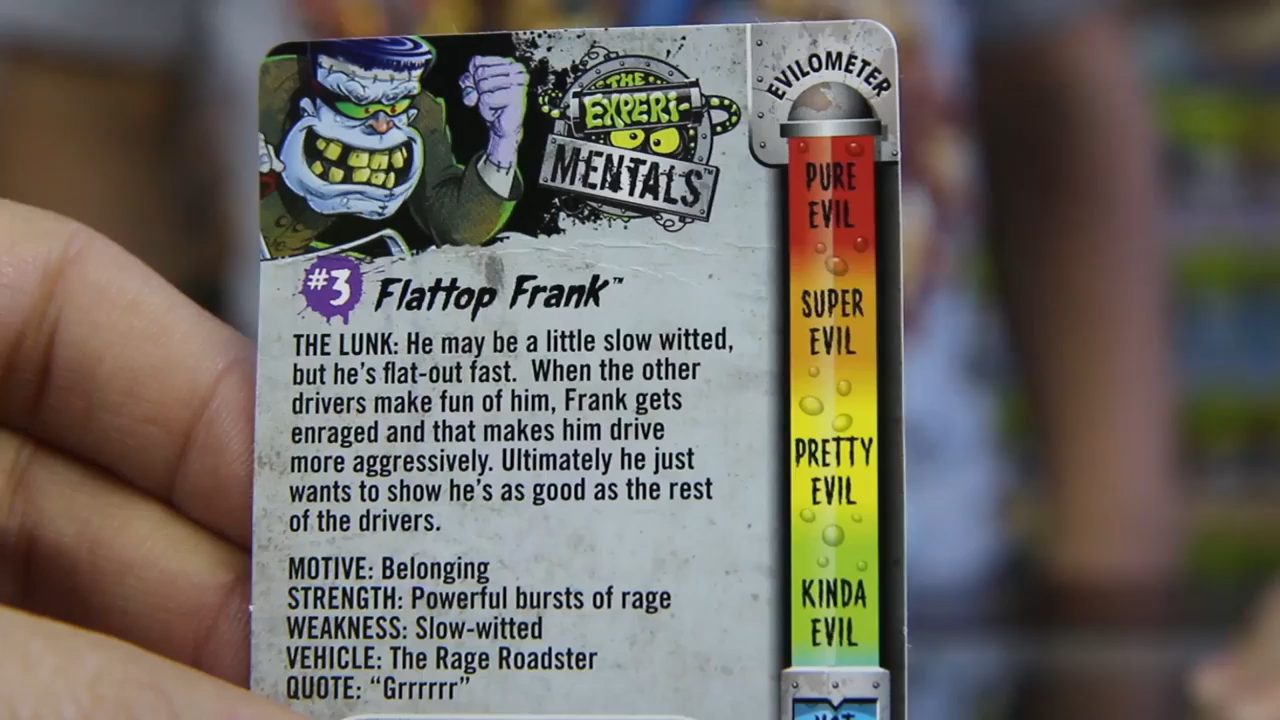 THE
EXPERI-
MENTALS™
EVILOMETER
PURE
EVIL
SUPER
EVIL
PRETTY
EVIL
KINDA
EVIL
#3 Flattop Frank™
THE LUNK: He may be a little slow witted,
but he's flat-out fast. When the other
drivers make fun of him, Frank gets
enraged and that makes him drive
more aggressively. Ultimately he just
wants to show he's as good as the rest
of the drivers.
MOTIVE: Belonging
STRENGTH: Powerful bursts of rage
WEAKNESS: Slow-witted
VEHICLE: The Rage Roadster
QUOTE: “Grrrrrr”